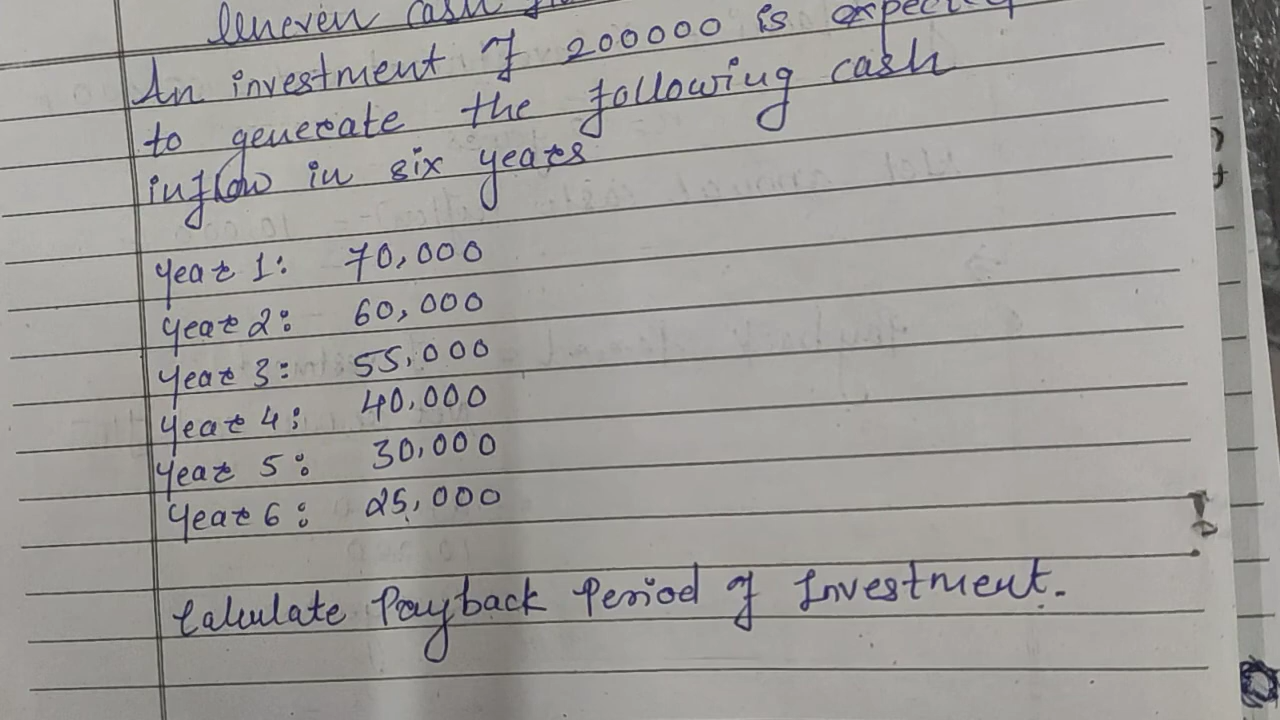 Uneven cash
An investment of 200000 is
to generate the following cash
inflow in six years
Year 1: 70,000
Year 2: 60,000
Year 3: 55,000
Year 4: 40,000
Year 5: 30,000
Year 6: 25,000
Calculate Payback Period of Investment.